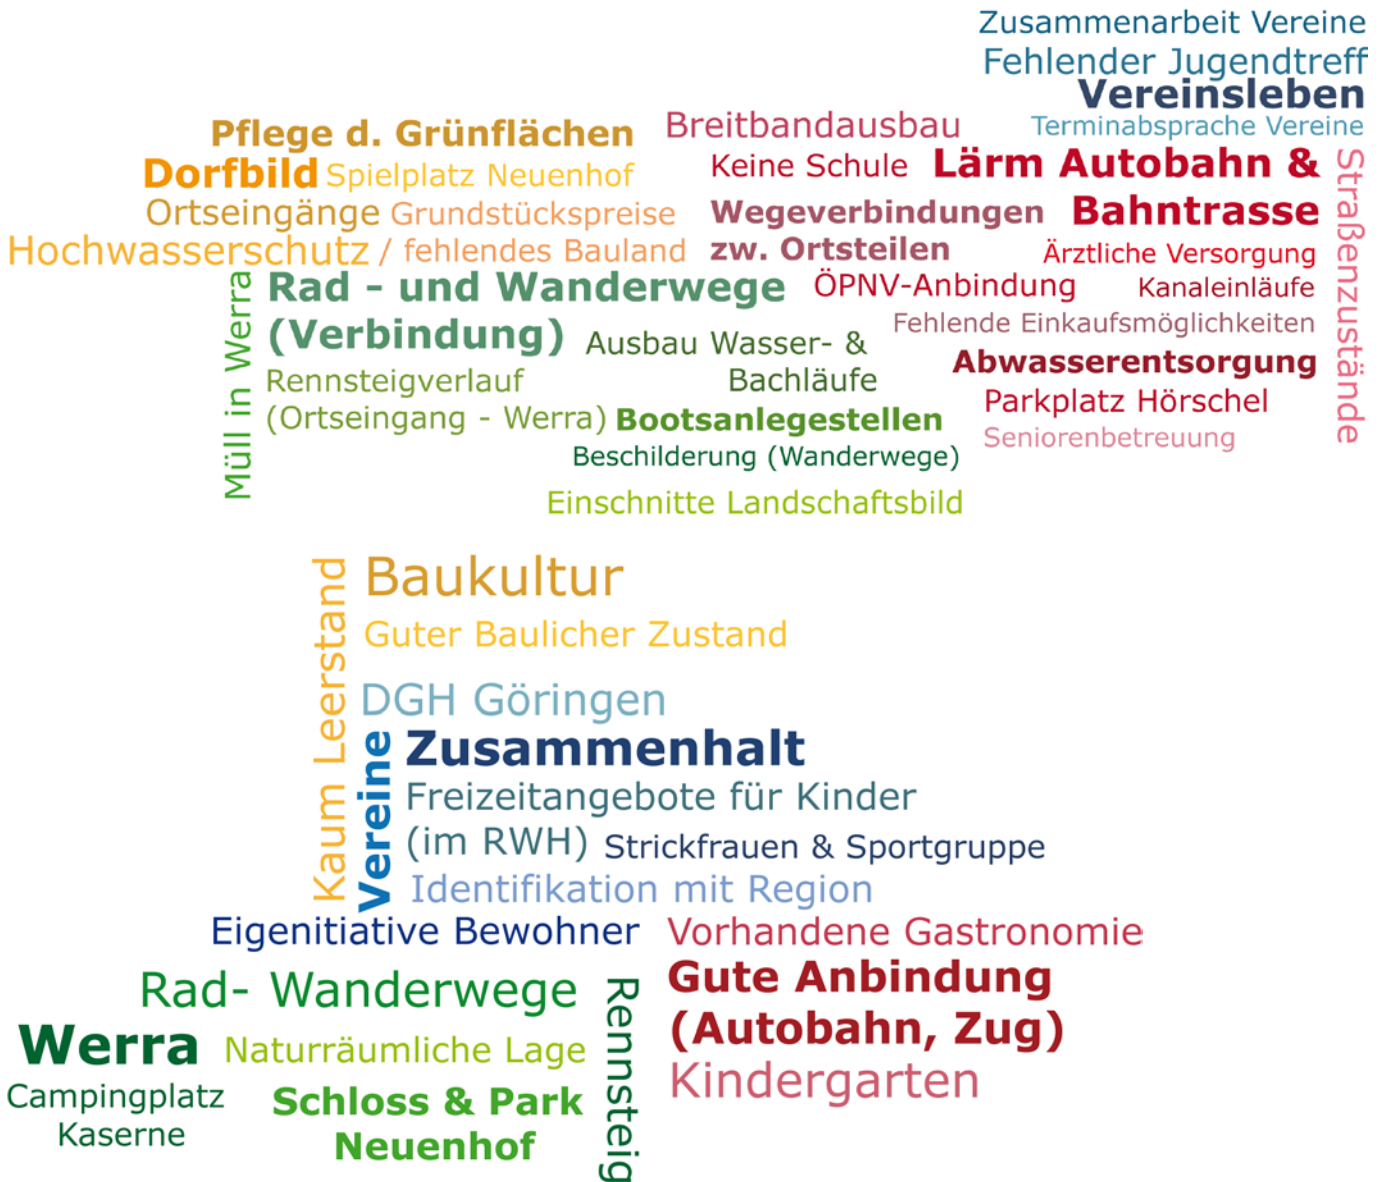 Zusammenarbeit Vereine
Fehlender Jugendtreff
Vereinsleben
Terminabsprache Vereine
Pflege d. Grünflächen
Dorfbild
Spielplatz Neuenhof
Ortseingänge
Grundstückspreise
Hochwasserschutz
/ fehlendes Bauland
Breitbandausbau
Keine Schule
Lärm Autobahn &
Bahntrasse
Wegeverbindungen
zw. Ortsteilen
Ärztliche Versorgung
ÖPNV-Anbindung
Kanaleinläufe
Fehlende Einkaufsmöglichkeiten
Abwasserentsorgung
Parkplatz Hörschel
Seniorenbetreuung
Straßenzustände
Müll in Werra
Rad - und Wanderwege
(Verbindung)
Ausbau Wasser- &
Bachläufe
Rennsteigverlauf
(Ortseingang - Werra)
Bootsanlegestellen
Beschilderung (Wanderwege)
Einschnitte Landschaftsbild
Kaum Leerstand
Baukultur
Guter Baulicher Zustand
DGH Göringen
Vereine
Zusammenhalt
Freizeitangebote für Kinder
(im RWH)
Strickfrauen & Sportgruppe
Identifikation mit Region
Eigenitiative Bewohner
Vorhandene Gastronomie
Gute Anbindung
(Autobahn, Zug)
Kindergarten
Rad- Wanderwege
Werra
Naturräumliche Lage
Campingplatz
Kaserne
Schloss & Park
Neuenhof
Rennsteig